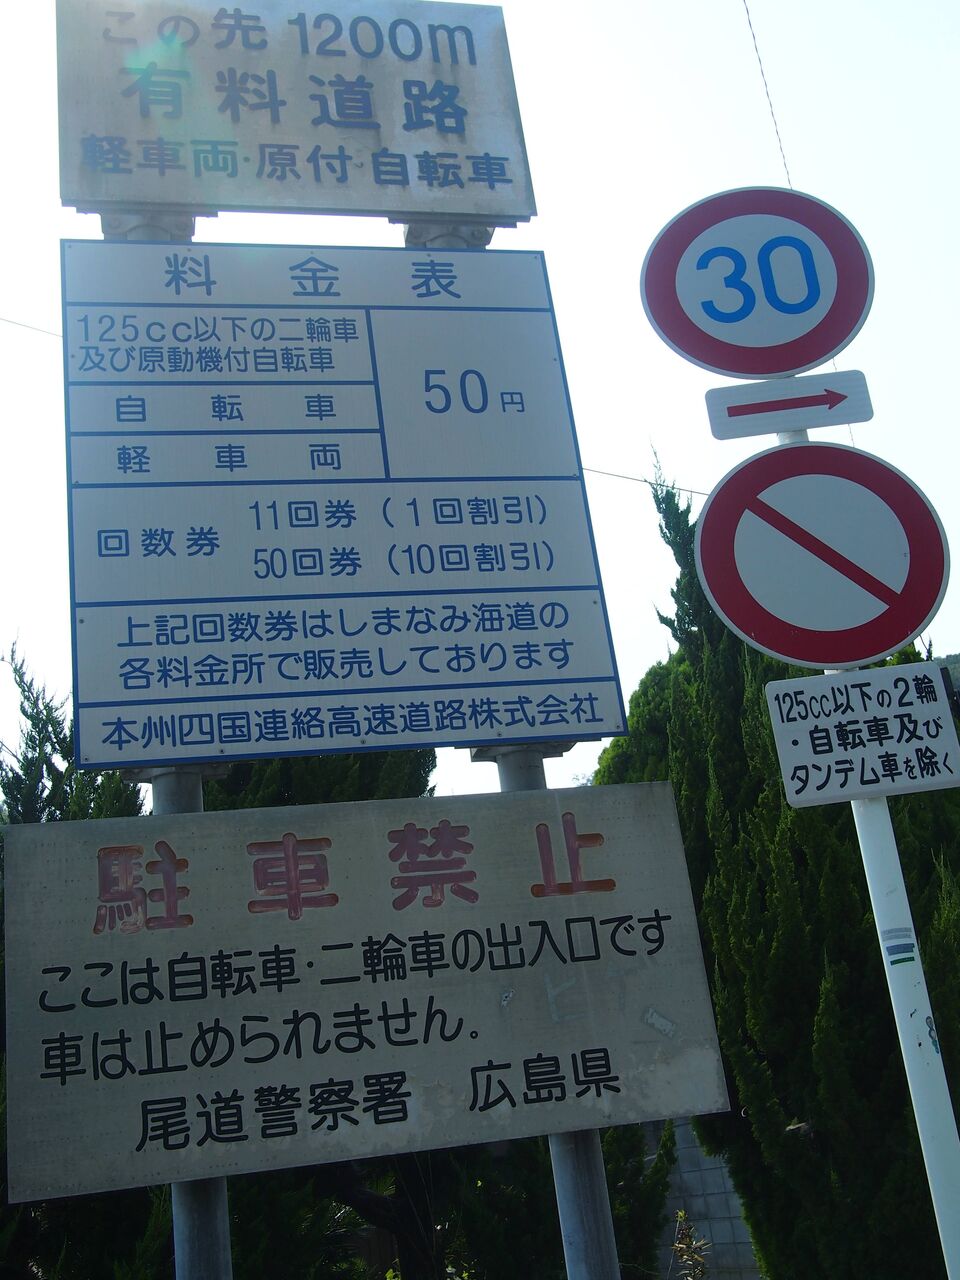 この先1200m
有料道路
軽車両・原付・自転車
料金表
125cc以下の二輪車
及び原動機付自転車
自転車
軽車両
50円
回数券
11回券（1回割引）
50回券（10回割引）
上記回数券はしまなみ海道の
各料金所で販売しております
本州四国連絡高速道路株式会社
駐車禁止
ここは自転車・二輪車の出入口です
車は止められません。
尾道警察署 広島県
30
125cc以下の2輪
・自転車及び
タンデム車を除く